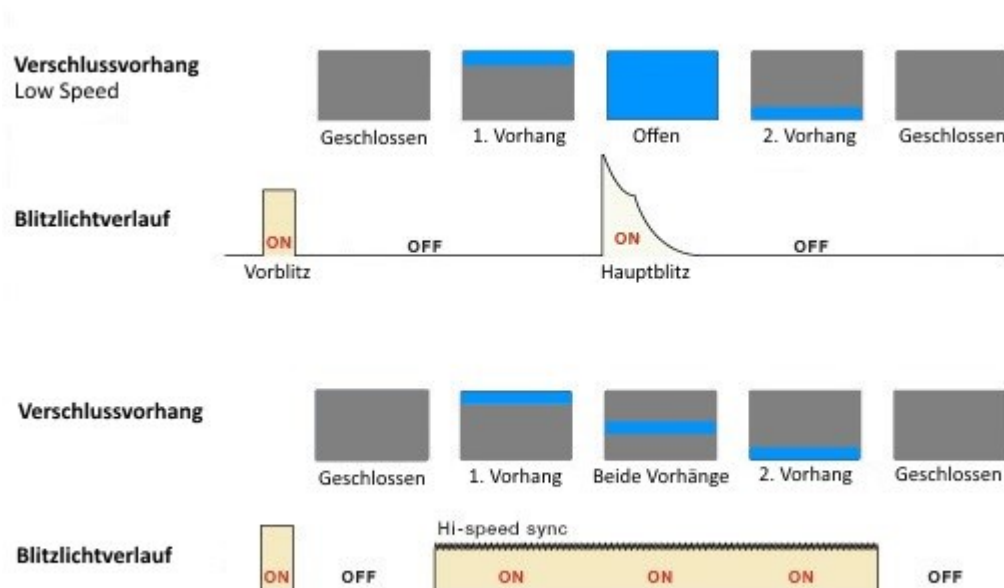 Verschlussvorhang
Low Speed
Geschlossen 1. Vorhang Offen 2. Vorhang Geschlossen
Blitzlichtverlauf
ON OFF ON OFF
Vorblitz Hauptblitz
Verschlussvorhang
Geschlossen 1. Vorhang Beide Vorhänge 2. Vorhang Geschlossen
Hi-speed sync
Blitzlichtverlauf
ON OFF ON ON ON OFF